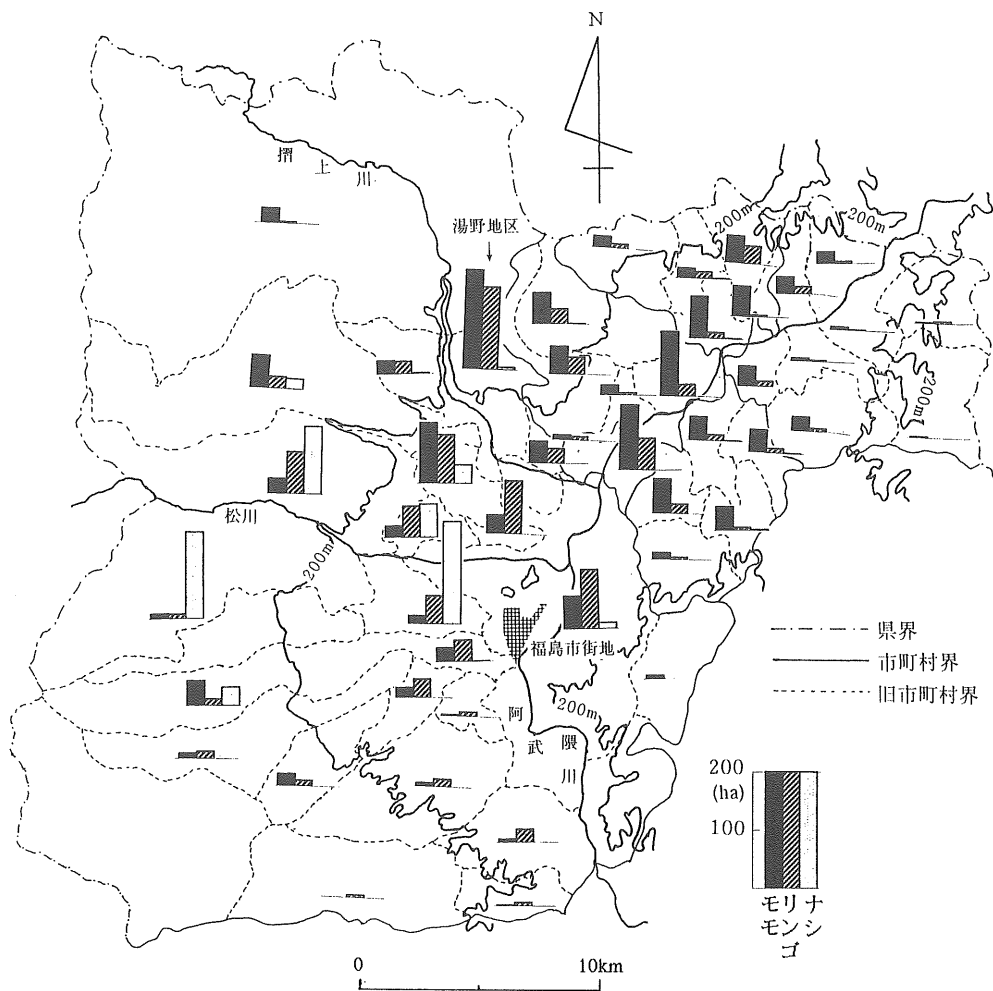 N
摺上川
湯野地区
200m
200m
200m
松川
200m
福島市街地
200m
阿武隈川
県界
市町村界
旧市町村界
200
(ha)
100
モモ
リンゴ
ナシ
0
10km